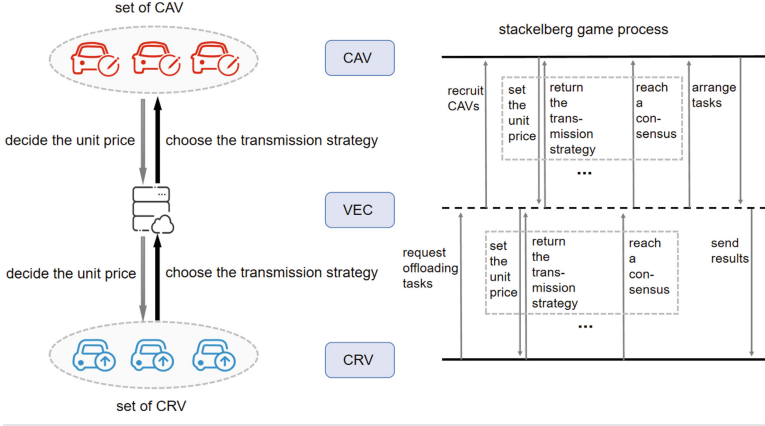 set of CAV
decide the unit price
choose the transmission strategy
decide the unit price
choose the transmission strategy
set of CRV
CAV
VEC
CRV
stackelberg game process
recruit
CAVs
set
the
unit
price
return
the
trans-
mission
strategy
reach
a
con-
sensus
arrange
tasks
...
request
offloading
tasks
set
the
unit
price
return
the
trans-
mission
strategy
reach
a
con-
sensus
send
results
...